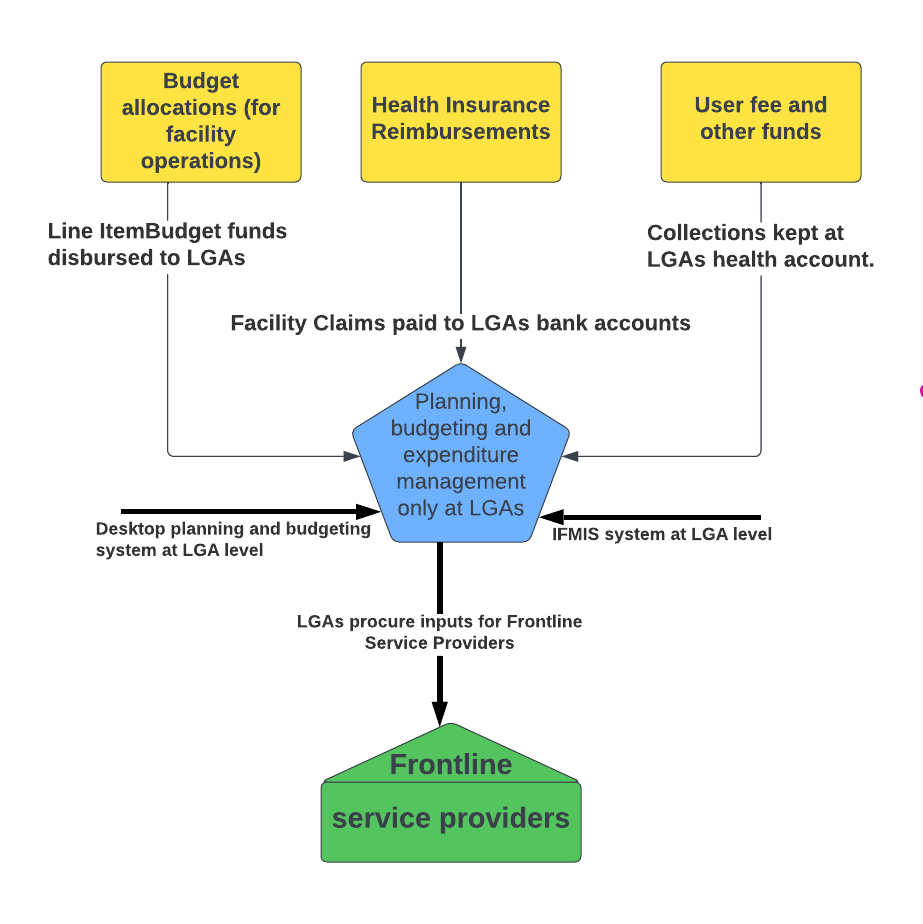 Budget
allocations (for
facility
operations)
Health Insurance
Reimbursements
User fee and
other funds
Line ItemBudget funds
disbursed to LGAs
Collections kept at
LGAs health account.
Facility Claims paid to LGAs bank accounts
Planning,
budgeting and
expenditure
management
only at LGAs
Desktop planning and budgeting
system at LGA level
IFMIS system at LGA level
LGAs procure inputs for Frontline
Service Providers
Frontline
service providers